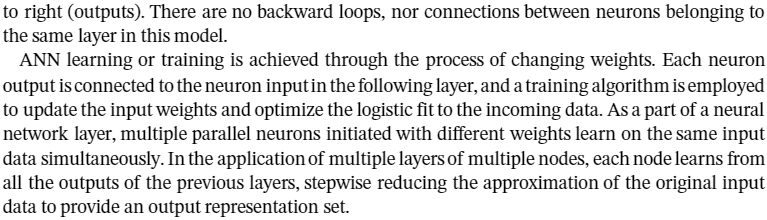 to right (outputs). There are no backward loops, nor connections between neurons belonging to
the same layer in this model.
ANN learning or training is achieved through the process of changing weights. Each neuron
output is connected to the neuron input in the following layer, and a training algorithm is employed
to update the input weights and optimize the logistic fit to the incoming data. As a part of a neural
network layer, multiple parallel neurons initiated with different weights learn on the same input
data simultaneously. In the application of multiple layers of multiple nodes, each node learns from
all the outputs of the previous layers, stepwise reducing the approximation of the original input
data to provide an output representation set.